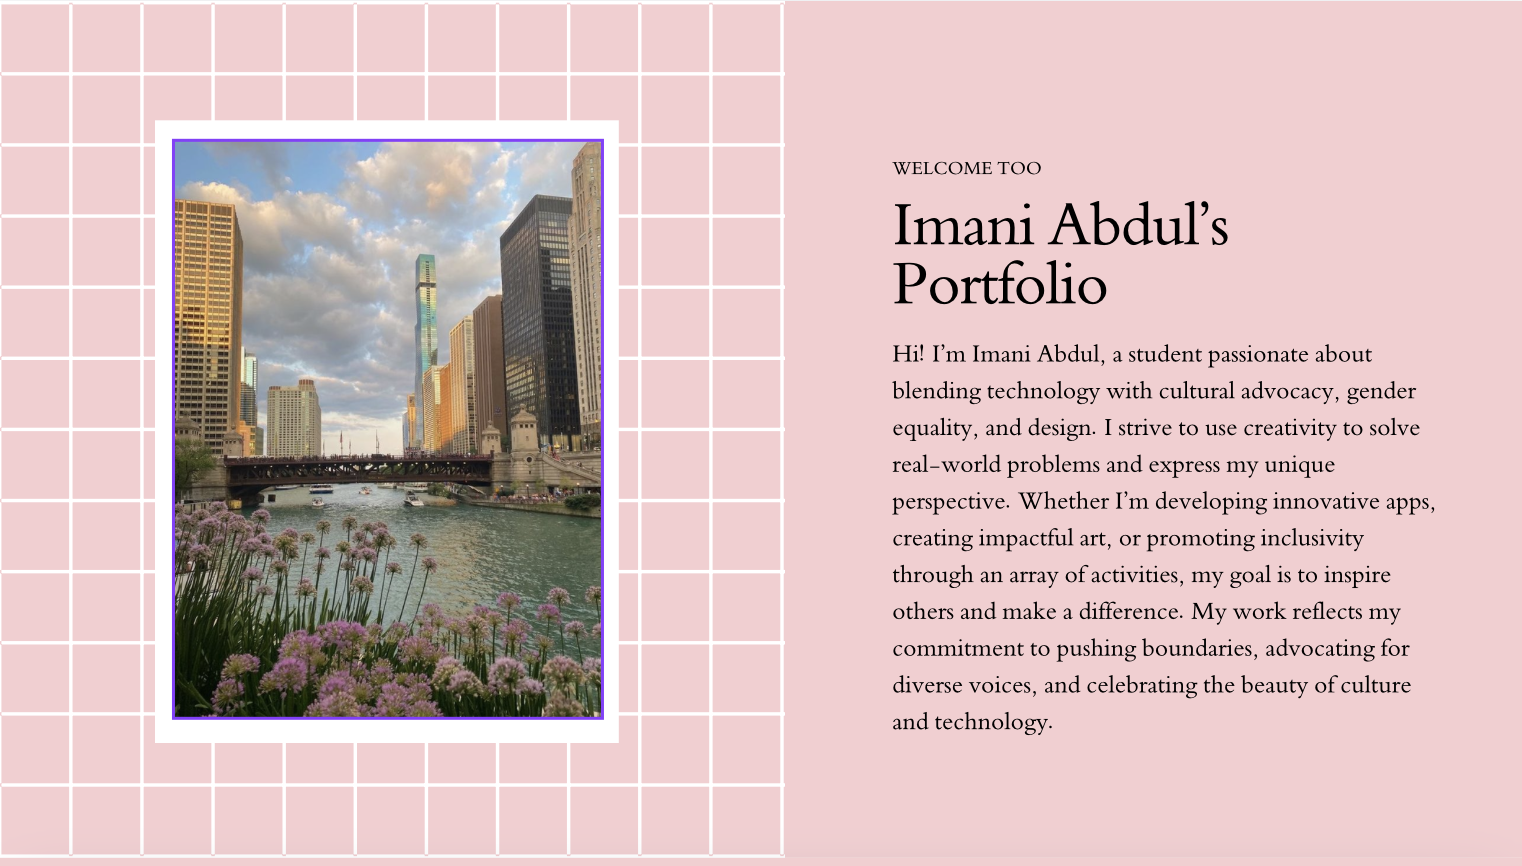 WELCOME TOO
Imani Abdul’s
Portfolio
Hi! I’m Imani Abdul, a student passionate about
blending technology with cultural advocacy, gender
equality, and design. I strive to use creativity to solve
real-world problems and express my unique
perspective. Whether I’m developing innovative apps,
creating impactful art, or promoting inclusivity
through an array of activities, my goal is to inspire
others and make a difference. My work reflects my
commitment to pushing boundaries, advocating for
diverse voices, and celebrating the beauty of culture
and technology.